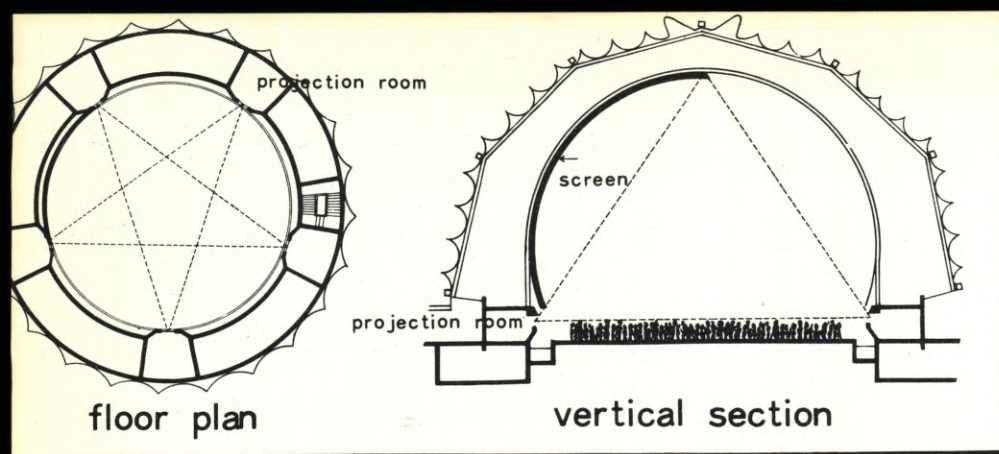 projection room
screen
projection room
floor plan
vertical section